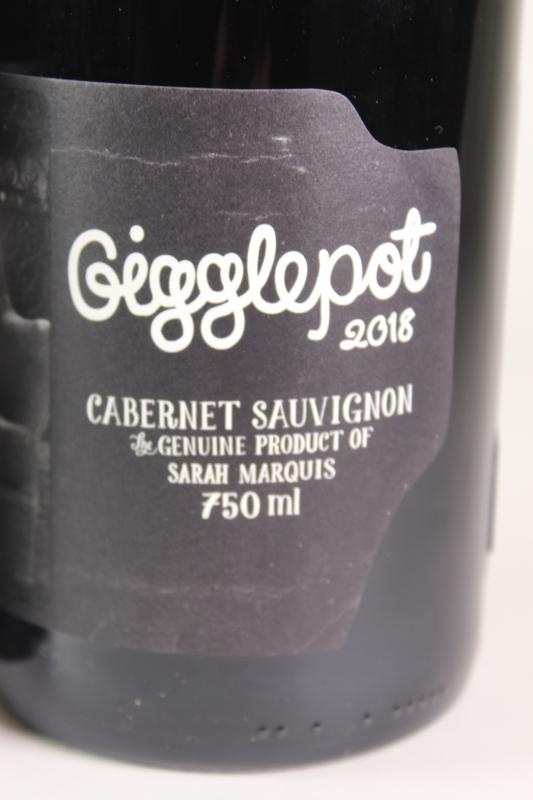 Gigglepot
2018
CABERNET SAUVIGNON
The GENUINE PRODUCT OF
SARAH MARQUIS
750 ml